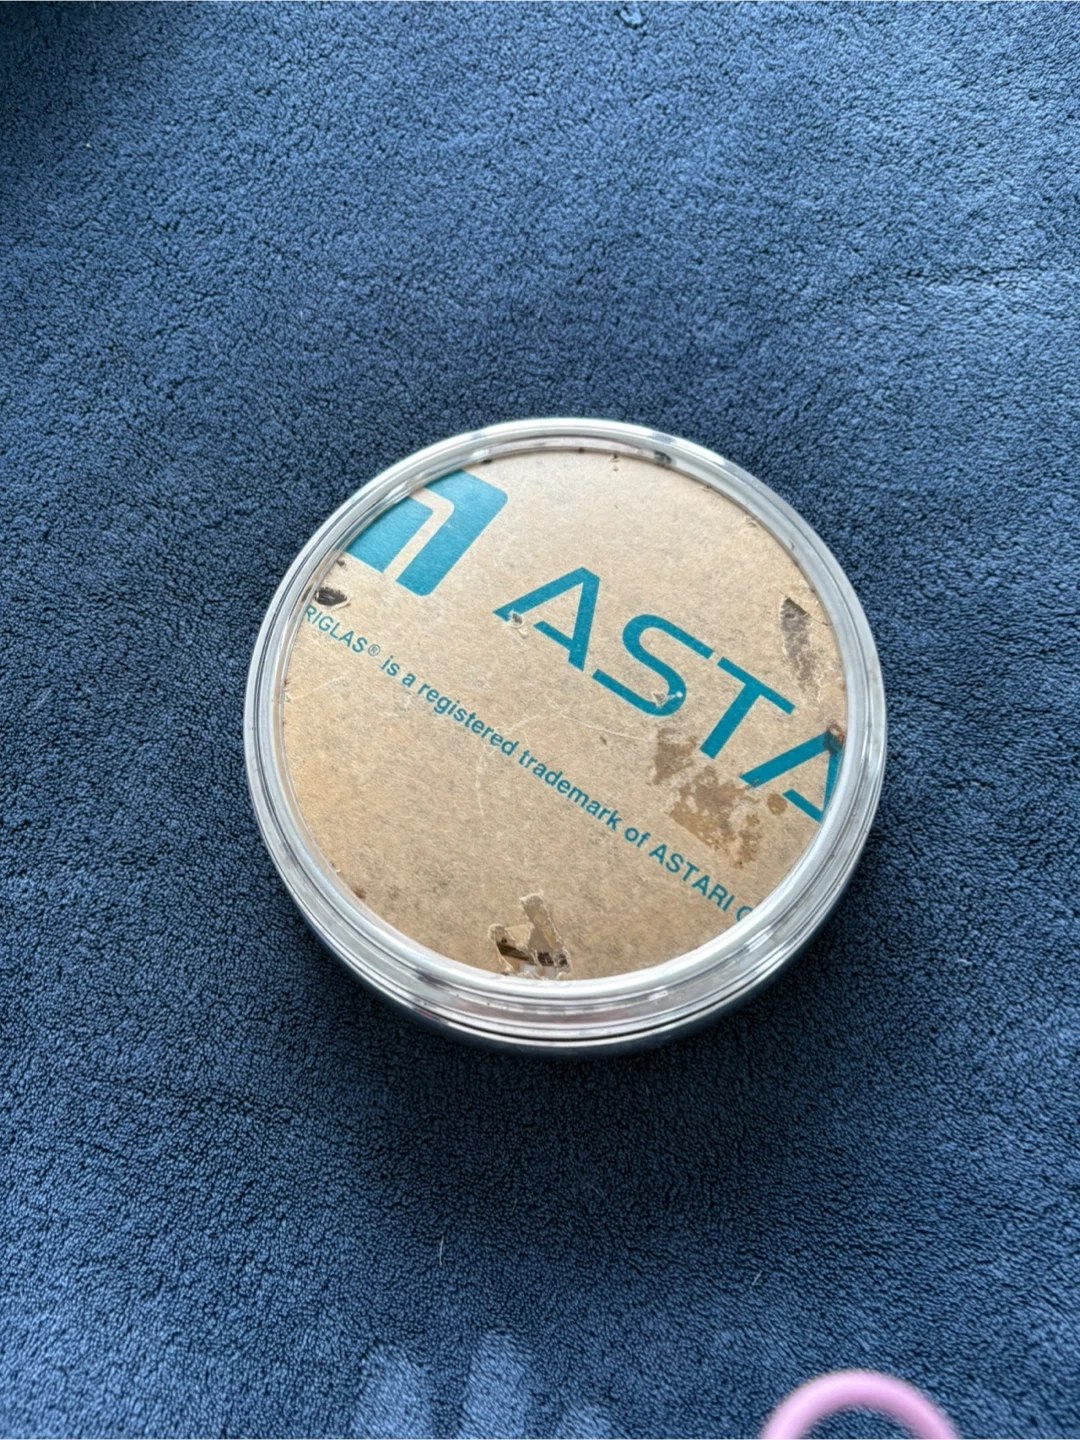 ASTA
RIGLAS® is a registered trademark of ASTARI